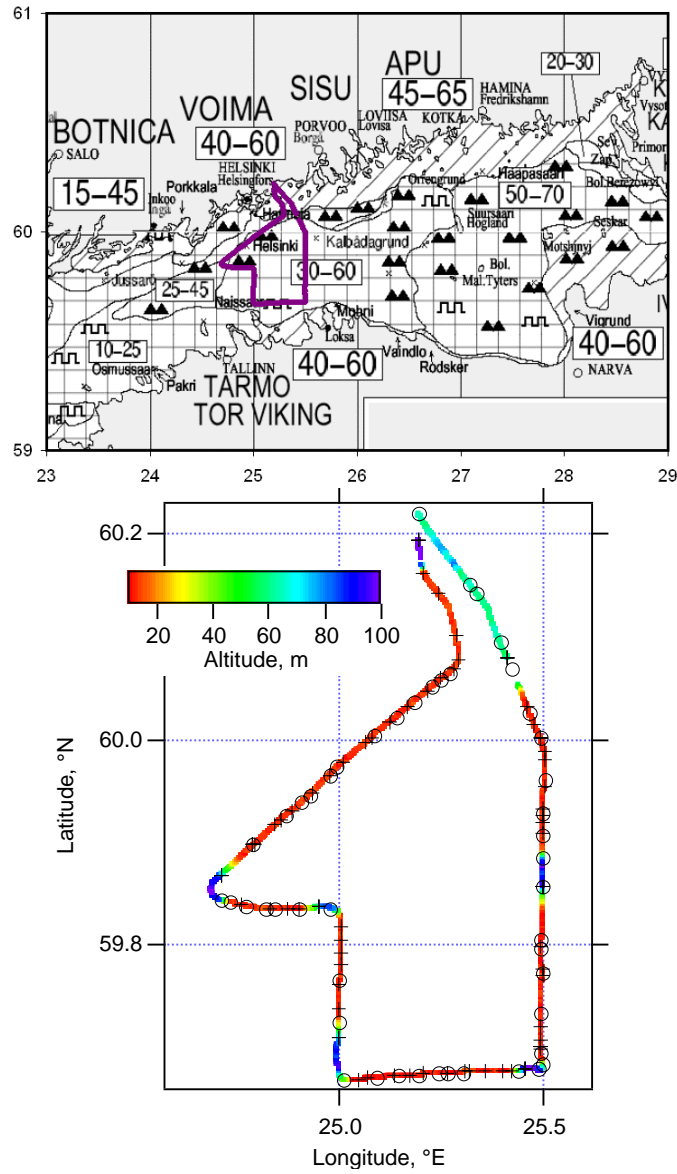 61
APU
20–30
SISU
45–65
HAMINA
Fredrikshamn
VOIMA
LOVIISA
Lovisa
KOTKA
BOTNICA
40–60
PORVOO
Borgå
SALO
HELSINKI
Helsingfors
Orrengrund
Haapasaari
15–45
Inkoo
Ingå
Porkkala
50–70
Suursaari
Hogland
60
Helsinki
Kalbådagrund
Seskar
Motshnyj
Jussarö
25–45
30–60
Bol.
Mal.Tyters
Naissaar
Mohni
Vigrund
10–25
Osmussaar
Loksa
40–60
Vaindlo
Rodsker
40–60
NARVA
Pakri
TALLINN
TARMO
TOR VIKING
59
23
24
25
26
27
28
29
60.2
20
40
60
80
100
Altitude, m
60.0
Latitude, °N
59.8
25.0
25.5
Longitude, °E